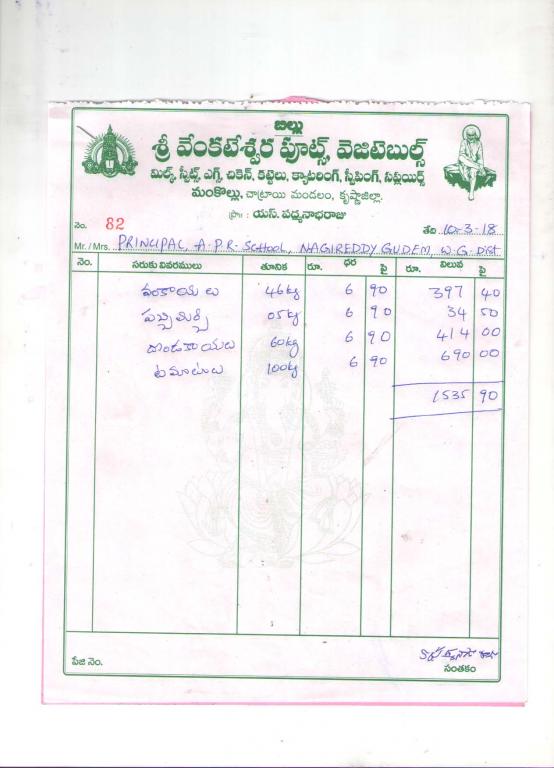 బిల్లు
శ్రీ వేంకటేశ్వర ఫ్రూట్స్, వెజిటెబుల్స్
మిల్క్, స్వీట్స్, ఎగ్స్, చికెన్, కట్టెలు, క్యాటరింగ్, స్వీపింగ్, సప్లయర్స్
మంకొల్లు, చాట్రాయి మండలం, కృష్ణాజిల్లా.
ప్రొ॥ : యస్. పద్మనాభరాజు
నెం. 82
తేది 10-3-18
Mr./Mrs. PRINCIPAL, A.P.R-SCHOOL, NAGIREDDY GUDEM, W.G-Dist
నెం. సరుకు వివరములు తూనిక రూ. ధర పై రూ. విలువ పై
వంకాయలు 46kg 6 90 397 40
పచ్చిమిర్చి 05kg 6 90 34 50
దొండకాయలు 60kg 6 90 414 00
టమాటాలు 100kg 6 90 690 00
1535 90
పేజి నెం.
సంతకం